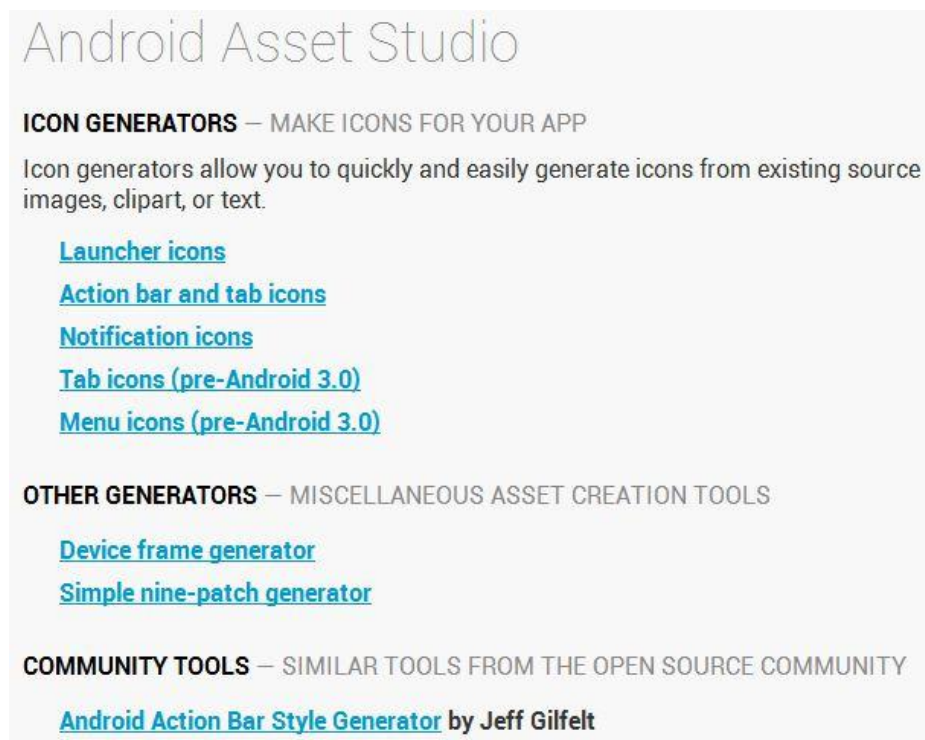 Android Asset Studio
ICON GENERATORS — MAKE ICONS FOR YOUR APP
Icon generators allow you to quickly and easily generate icons from existing source
images, clipart, or text.
Launcher icons
Action bar and tab icons
Notification icons
Tab icons (pre-Android 3.0)
Menu icons (pre-Android 3.0)
OTHER GENERATORS — MISCELLANEOUS ASSET CREATION TOOLS
Device frame generator
Simple nine-patch generator
COMMUNITY TOOLS — SIMILAR TOOLS FROM THE OPEN SOURCE COMMUNITY
Android Action Bar Style Generator by Jeff Gilfelt